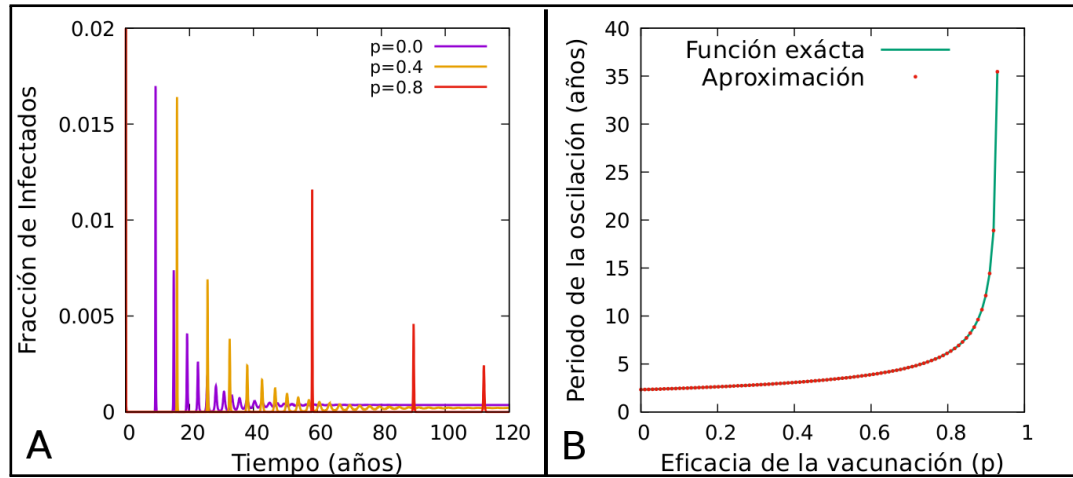 0.02
0.015
0.01
0.005
0
0 20 40 60 80 100 120
Fracción de Infectados
Tiempo (años)
p=0.0
p=0.4
p=0.8
A
40
35
30
25
20
15
10
5
0
0 0.2 0.4 0.6 0.8 1
Periodo de la oscilación (años)
Eficacia de la vacunación (p)
Función exácta
Aproximación
B